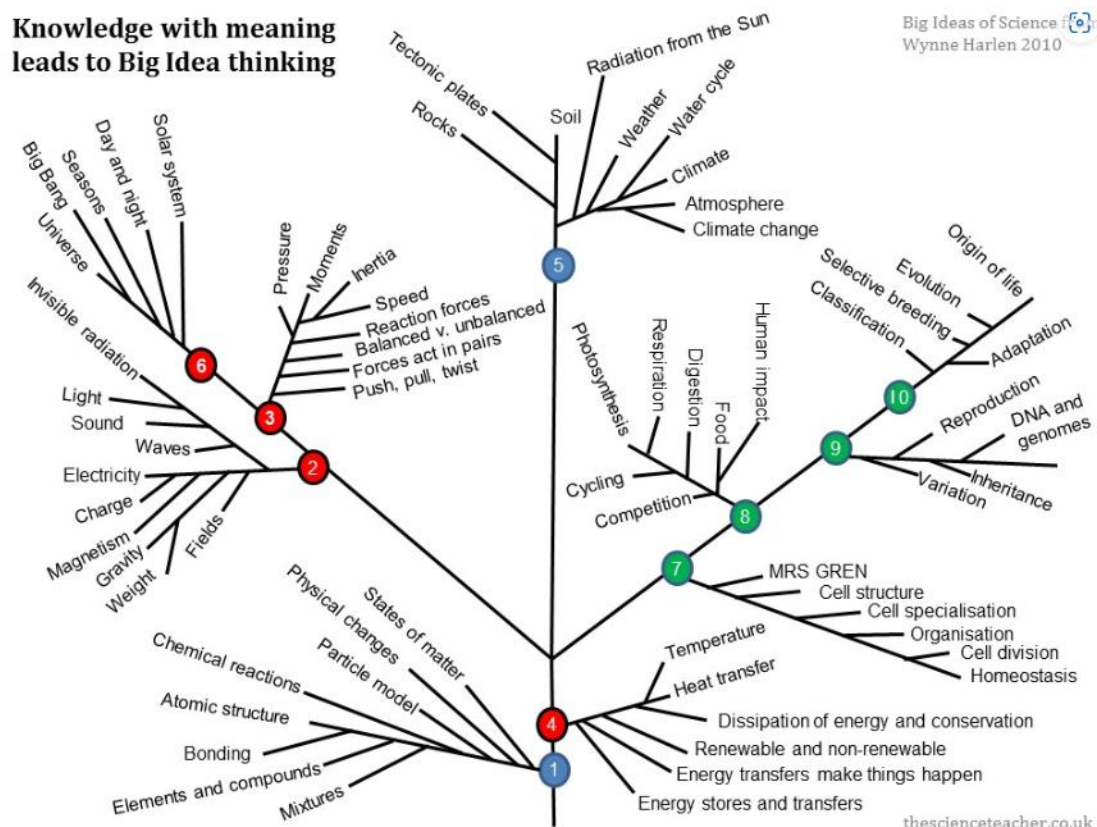 Knowledge with meaning
leads to Big Idea thinking
Big Ideas of Science
Wynne Harlen 2010
Tectonic plates
Rocks
Soil
Radiation from the Sun
Weather
Water cycle
Climate
Atmosphere
Climate change
5
Solar system
Day and night
Seasons
Big Bang
Universe
6
Pressure
Moments
Inertia
Speed
Reaction forces
Balanced v. unbalanced
Forces act in pairs
Push, pull, twist
3
Invisible radiation
Light
Sound
Waves
Electricity
Charge
Magnetism
Gravity
Weight
Fields
2
Origin of life
Evolution
Selective breeding
Classification
Adaptation
10
Reproduction
DNA and
genomes
Inheritance
Variation
9
Photosynthesis
Respiration
Digestion
Food
Human impact
Cycling
Competition
8
7
MRS GREN
Cell structure
Cell specialisation
Organisation
Cell division
Homeostasis
Temperature
Heat transfer
Dissipation of energy and conservation
Renewable and non-renewable
Energy transfers make things happen
Energy stores and transfers
4
States of matter
Physical changes
Particle model
Chemical reactions
Atomic structure
Bonding
Elements and compounds
Mixtures
1
thescienceteacher.co.uk